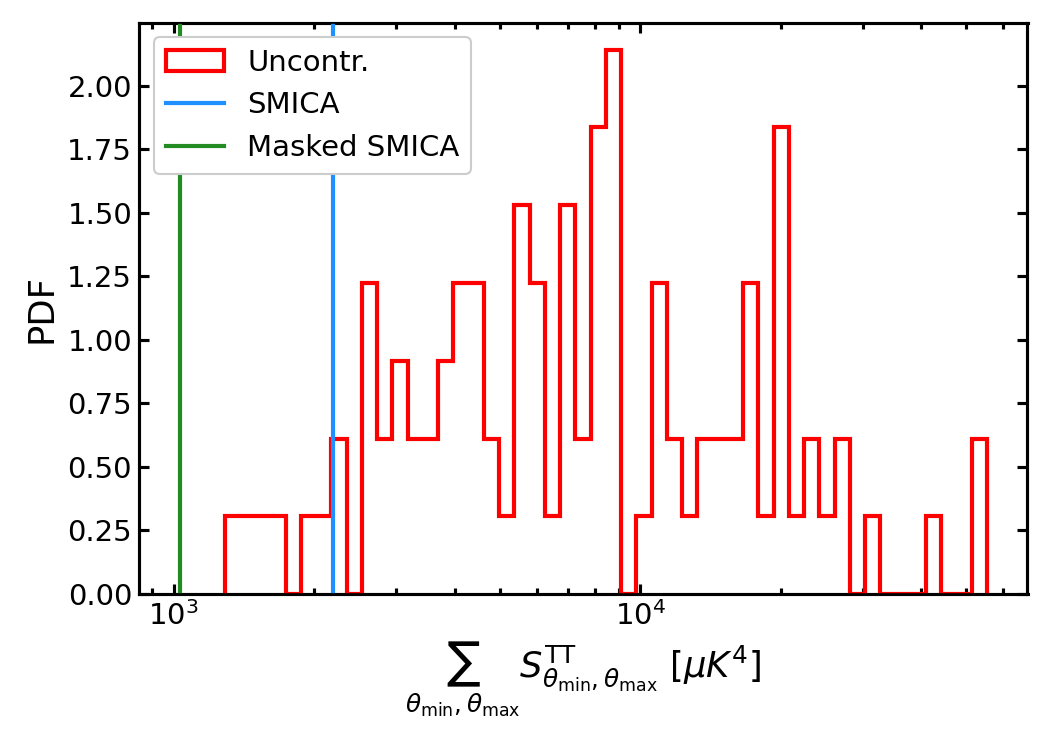 Uncontr.
SMICA
Masked SMICA
PDF
2.00
1.75
1.50
1.25
1.00
0.75
0.50
0.25
0.00
10³ 10⁴
∑ S^TT_θmin, θmax [μK⁴]
θmin, θmax